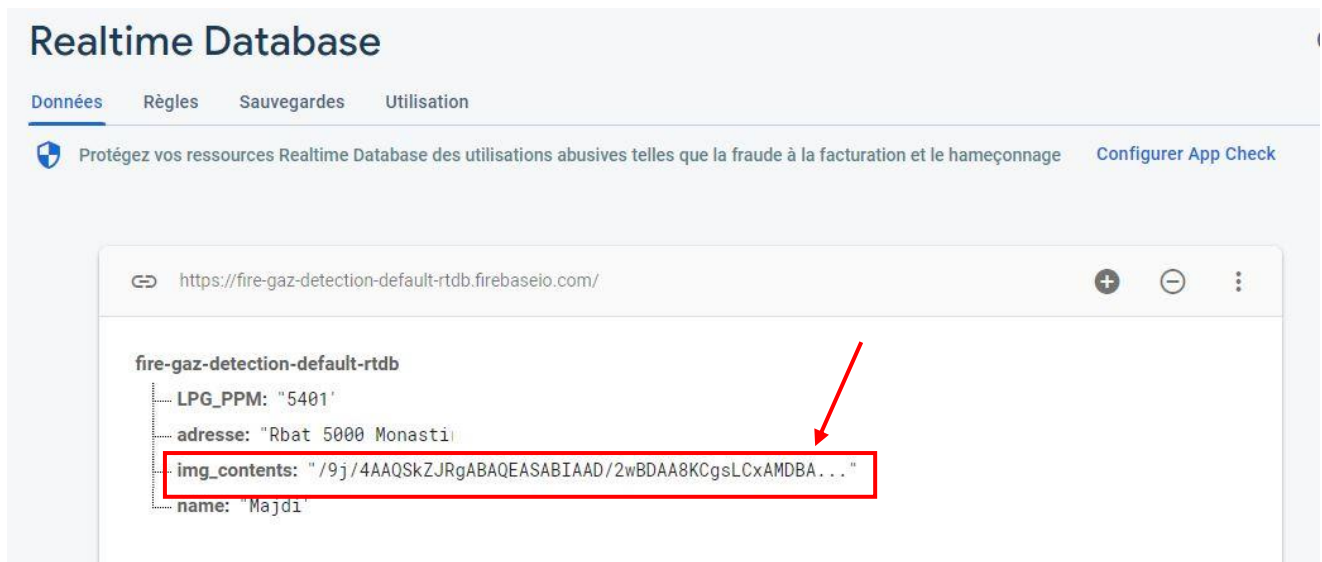 Realtime Database
Données Règles Sauvegardes Utilisation
Protégez vos ressources Realtime Database des utilisations abusives telles que la fraude à la facturation et le hameçonnage Configurer App Check
https://fire-gaz-detection-default-rtdb.firebaseio.com/
fire-gaz-detection-default-rtdb
LPG_PPM: "5401'
adresse: "Rbat 5000 Monasti
img_contents: "/9j/4AAQSkZJRgABAQEASABIAAD/2wBDAA8KCgsLCxAMDBA..."
name: "Majdi'